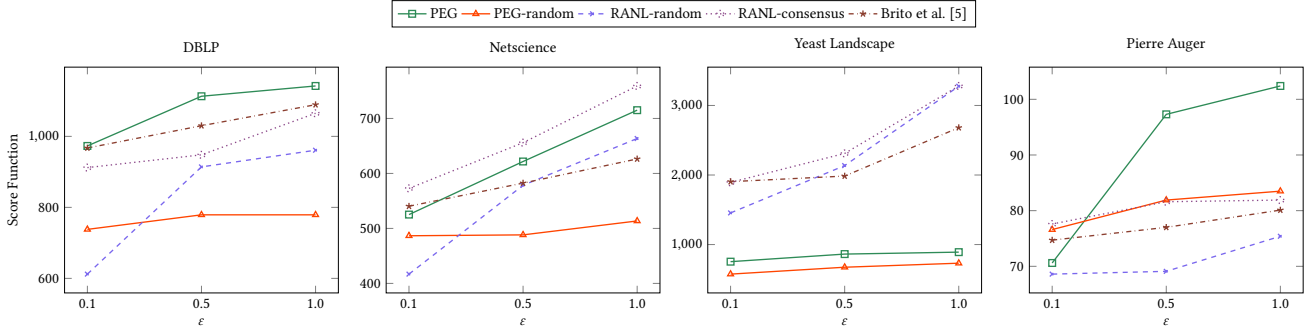 PEG PEG-random RANL-random RANL-consensus Brito et al. [5]
DBLP
Netscience
Yeast Landscape
Pierre Auger
Score Function
1,000
800
600
0.1 0.5 1.0
ε
700
600
500
400
0.1 0.5 1.0
ε
3,000
2,000
1,000
0.1 0.5 1.0
ε
100
90
80
70
0.1 0.5 1.0
ε